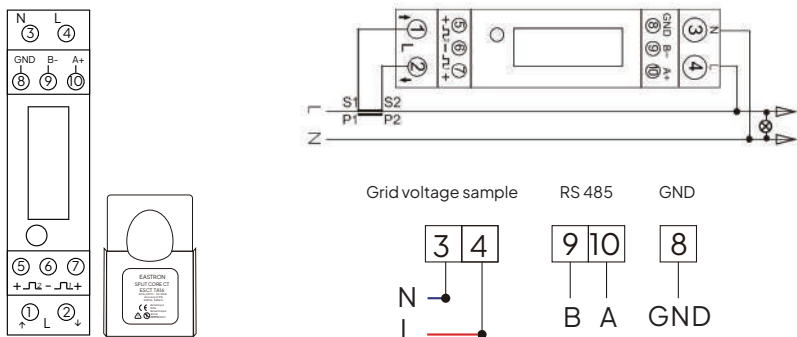 N L
③ ④
GND B- A+
⑧ ⑨ ⑩
⑤ ⑥ ⑦
+ - +
① L ②
EASTRON
SPLIT CORE CT
ESCT TA16
① L ②
+ ⑤ - ⑥ + ⑦
GND B- A+
⑧ ⑨ ⑩
③ N
④ L
S1 S2
L
P1 P2
N
Grid voltage sample RS 485 GND
3 4 9 10 8
N
L
B A GND